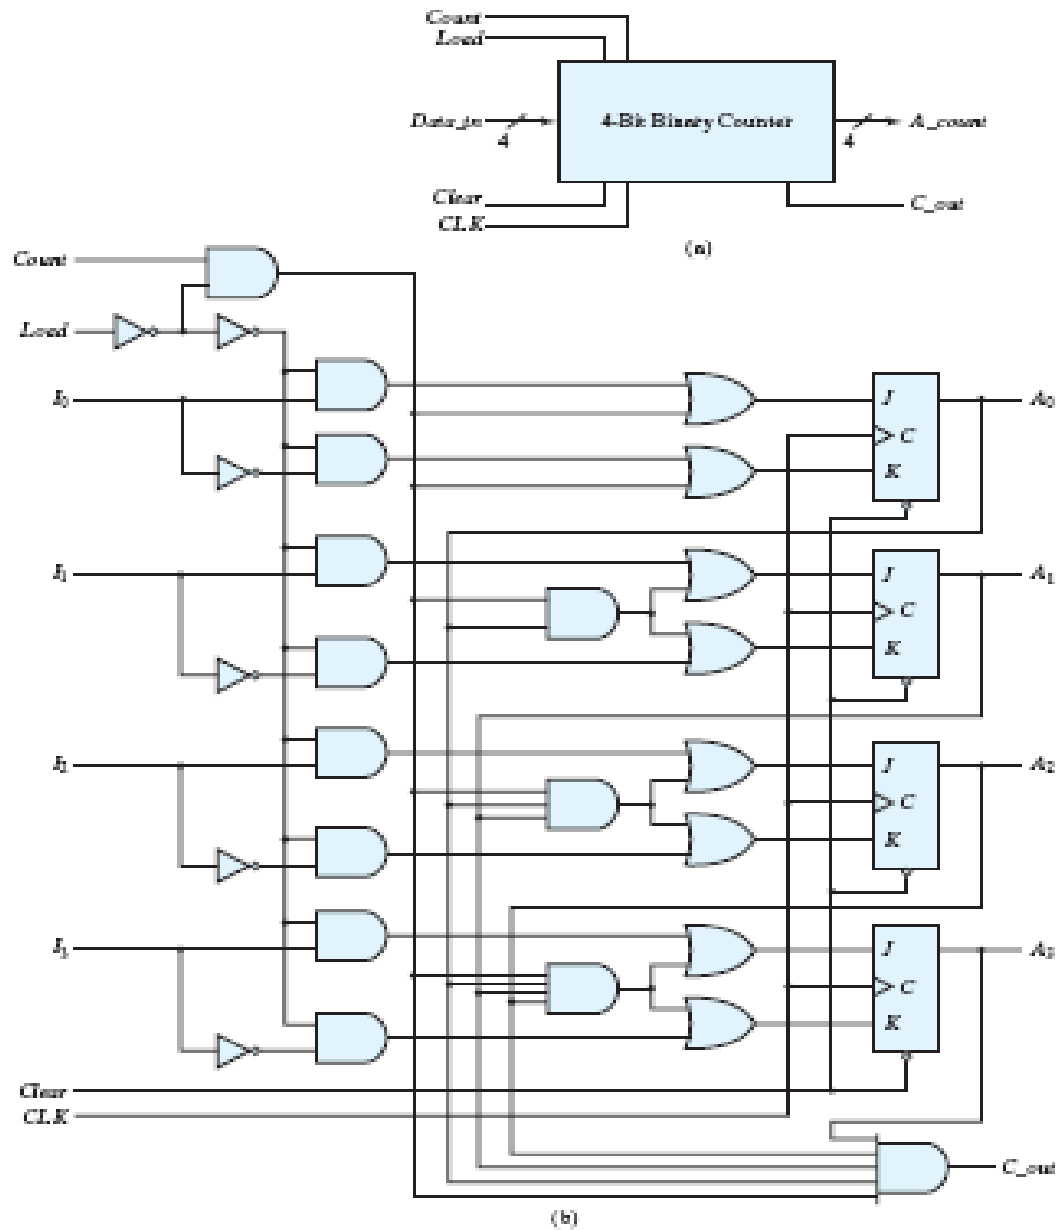 Count
Load
Data_in
4
4-Bit Binary Counter
4
A_count
Clear
CLK
C_out
(a)
Count
Load
I0
J
C
K
A0
I1
J
C
K
A1
I2
J
C
K
A2
I3
J
C
K
A3
Clear
CLK
C_out
(b)